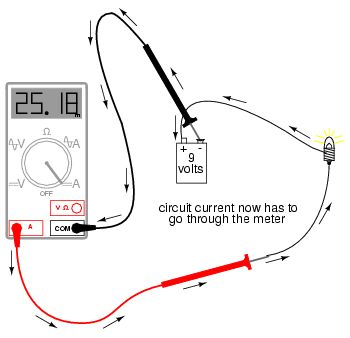 25.18
m
Ω
V A
V A
OFF
V Ω
A COM
+ -
9
volts
circuit current now has to
go through the meter